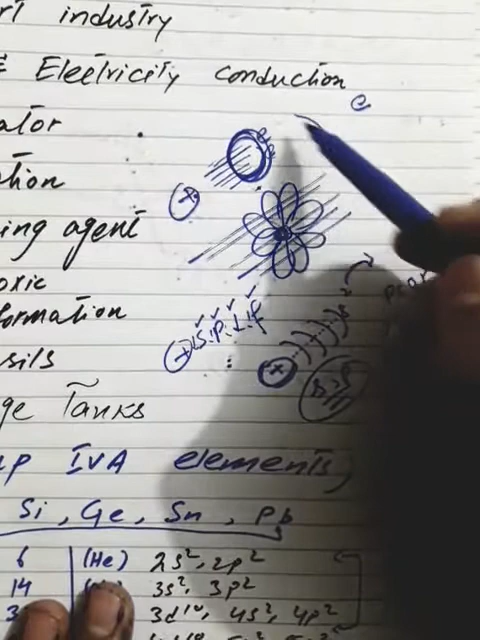 industry
Electricity conduction
e
ator
tion
ing agent
oxic
formation
S.P.d.f
sils
ge Tanks
p IVA elements
Si, Ge, Sn, Pb
6 (He) 2s², 2p²
14 3s², 3p²
3 3d¹⁰, 4s², 4p²